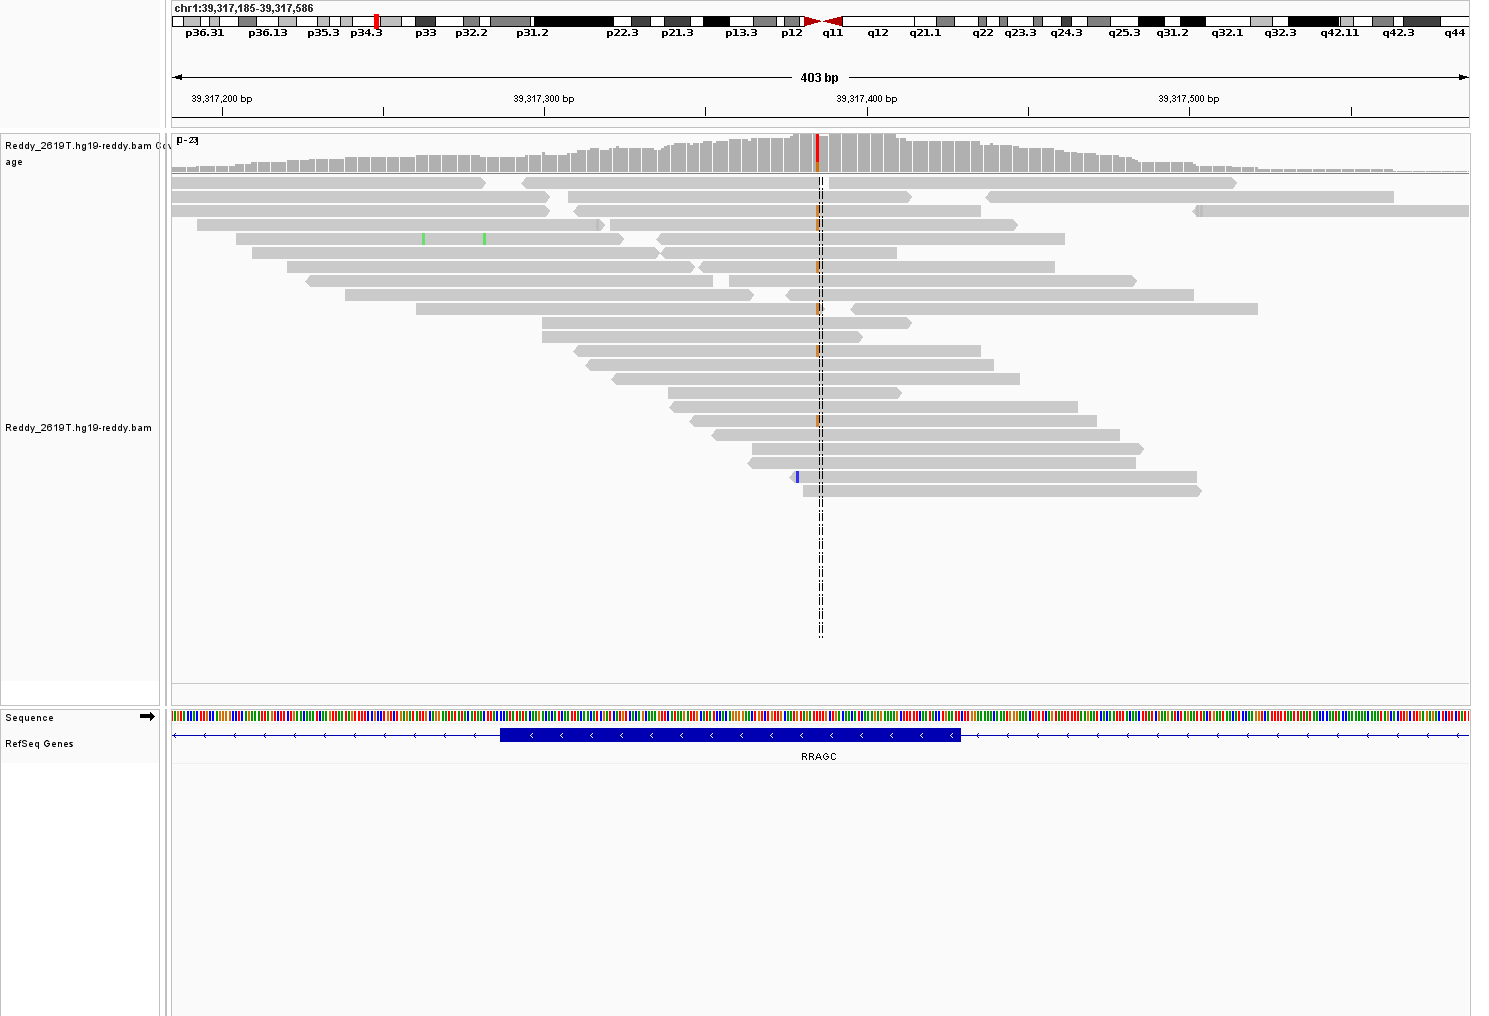 chr1:39,317,185-39,317,586
p36.31 p36.13 p35.3 p34.3 p33 p32.2 p31.2 p22.3 p21.3 p13.3 p12 q11 q12 q21.1 q22 q23.3 q24.3 q25.3 q31.2 q32.1 q32.3 q42.11 q42.3 q44
403 bp
39,317,200 bp 39,317,300 bp 39,317,400 bp 39,317,500 bp
Reddy_2619T.hg19-reddy.bam Cov
age
[0-23]
Reddy_2619T.hg19-reddy.bam
Sequence
RefSeq Genes
RRAGC